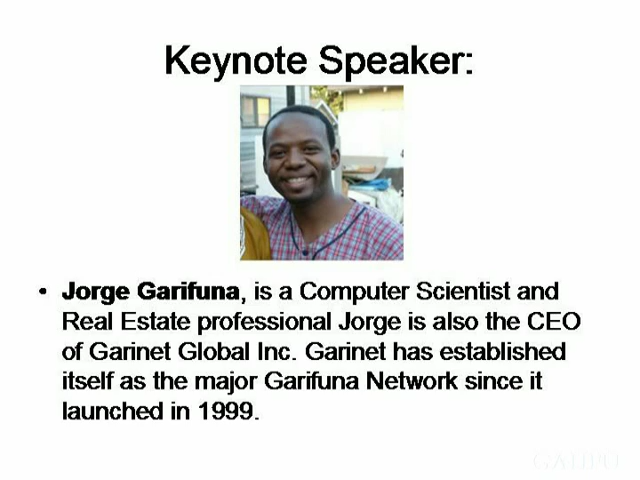 Keynote Speaker:
• Jorge Garifuna, is a Computer Scientist and
Real Estate professional Jorge is also the CEO
of Garinet Global Inc. Garinet has established
itself as the major Garifuna Network since it
launched in 1999.